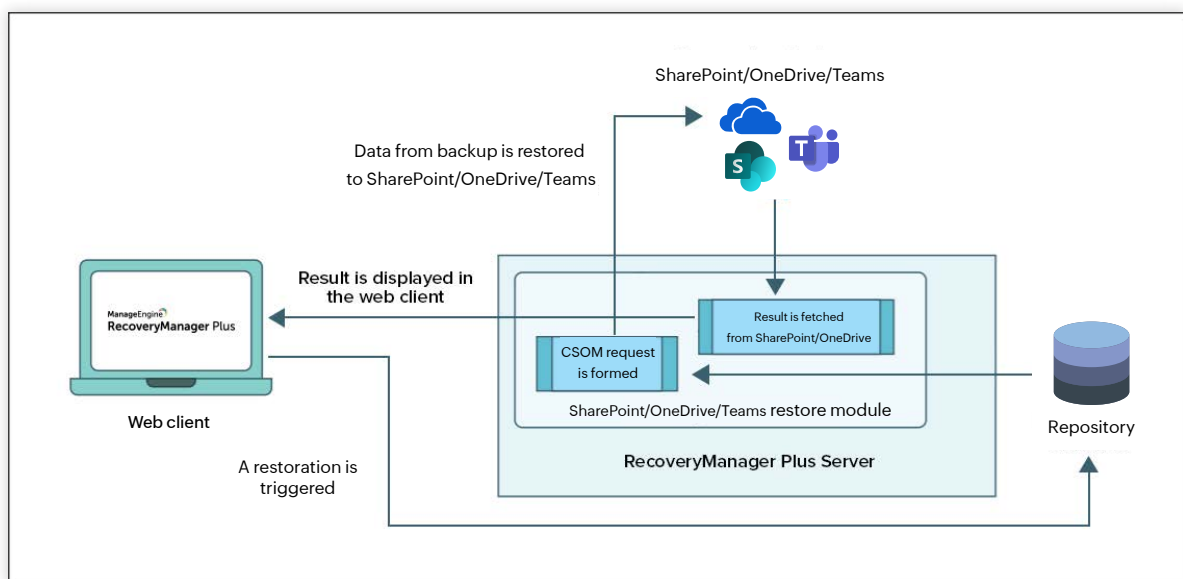 SharePoint/OneDrive/Teams
Data from backup is restored
to SharePoint/OneDrive/Teams
T
S
Result is displayed in
the web client
ManageEngine
RecoveryManager Plus
Result is fetched
from SharePoint/OneDrive
CSOM request
is formed
SharePoint/OneDrive/Teams restore module
Web client
Repository
RecoveryManager Plus Server
A restoration is
triggered